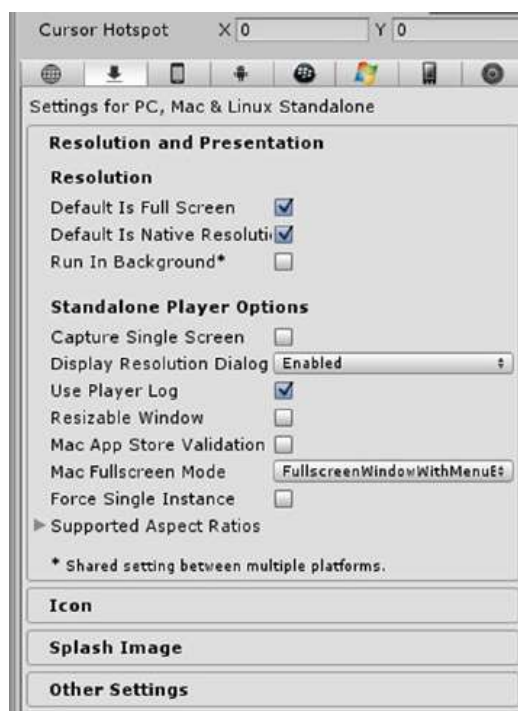 Cursor Hotspot X 0 Y 0
Settings for PC, Mac & Linux Standalone
Resolution and Presentation
Resolution
Default Is Full Screen
Default Is Native Resoluti
Run In Background*
Standalone Player Options
Capture Single Screen
Display Resolution Dialog Enabled
Use Player Log
Resizable Window
Mac App Store Validation
Mac Fullscreen Mode FullscreenWindowWithMenuB
Force Single Instance
Supported Aspect Ratios
* Shared setting between multiple platforms.
Icon
Splash Image
Other Settings